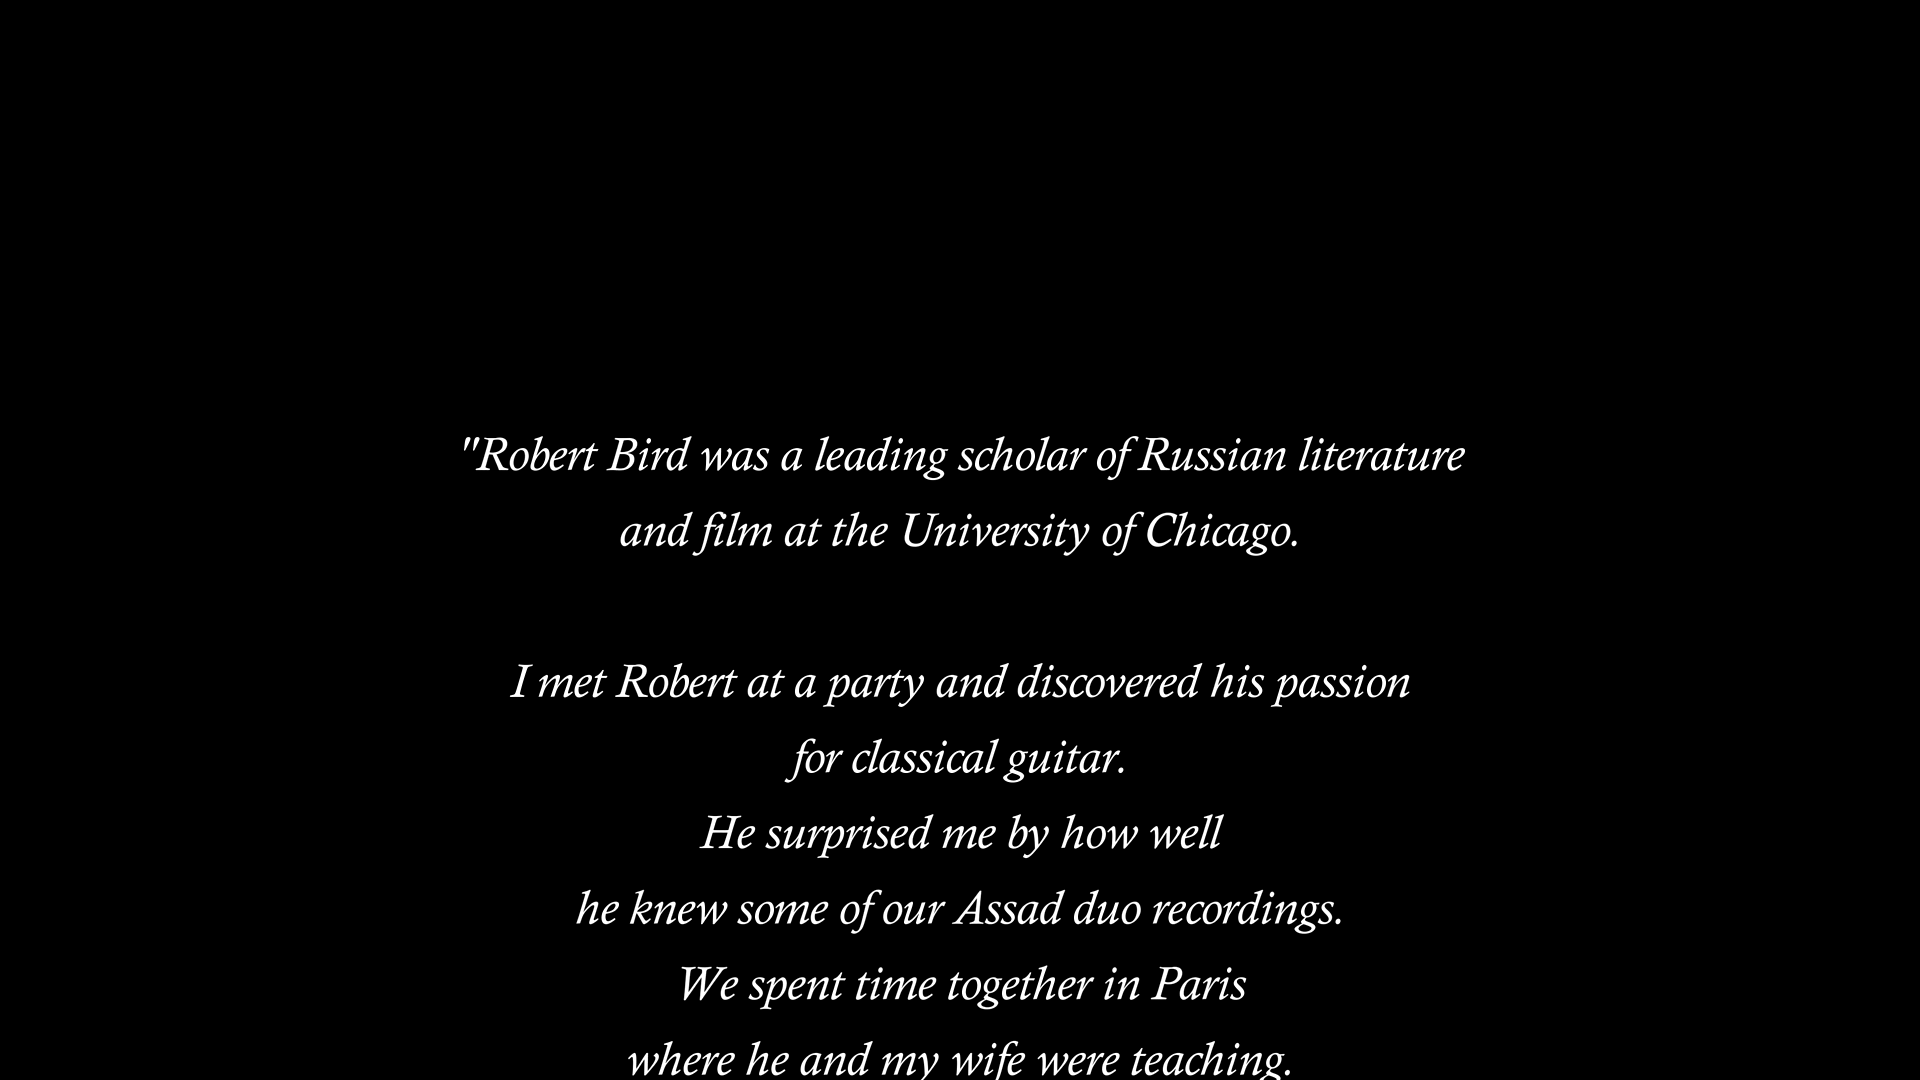 "Robert Bird was a leading scholar of Russian literature
and film at the University of Chicago.
I met Robert at a party and discovered his passion
for classical guitar.
He surprised me by how well
he knew some of our Assad duo recordings.
We spent time together in Paris
where he and my wife were teaching.